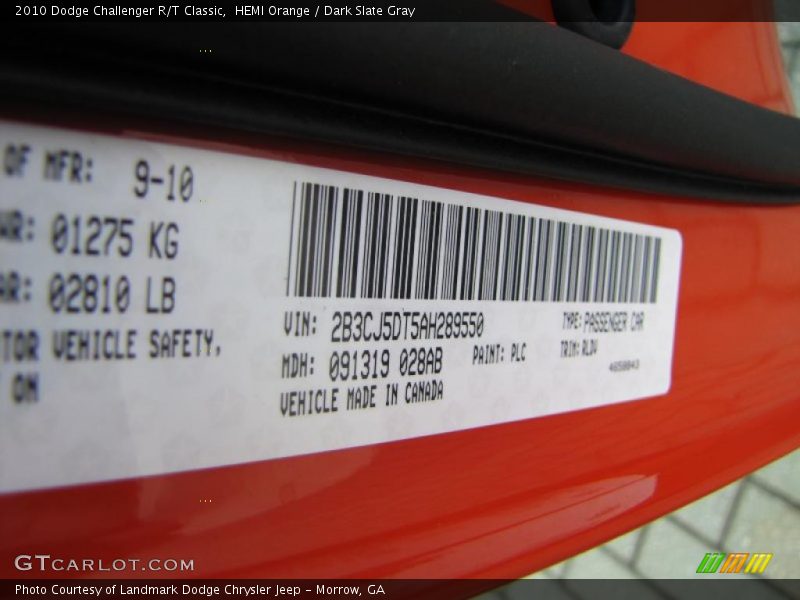 2010 Dodge Challenger R/T Classic, HEMI Orange / Dark Slate Gray
OF MFR: 9-10
WR: 01275 KG
AR: 02810 LB
TOR VEHICLE SAFETY,
ON
VIN: 2B3CJ5DT5AH289550
TYPE: PASSENGER CAR
MDH: 091319 028AB
PAINT: PLC
TRIM: RLDV
VEHICLE MADE IN CANADA
GTCARLOT.COM
Photo Courtesy of Landmark Dodge Chrysler Jeep - Morrow, GA